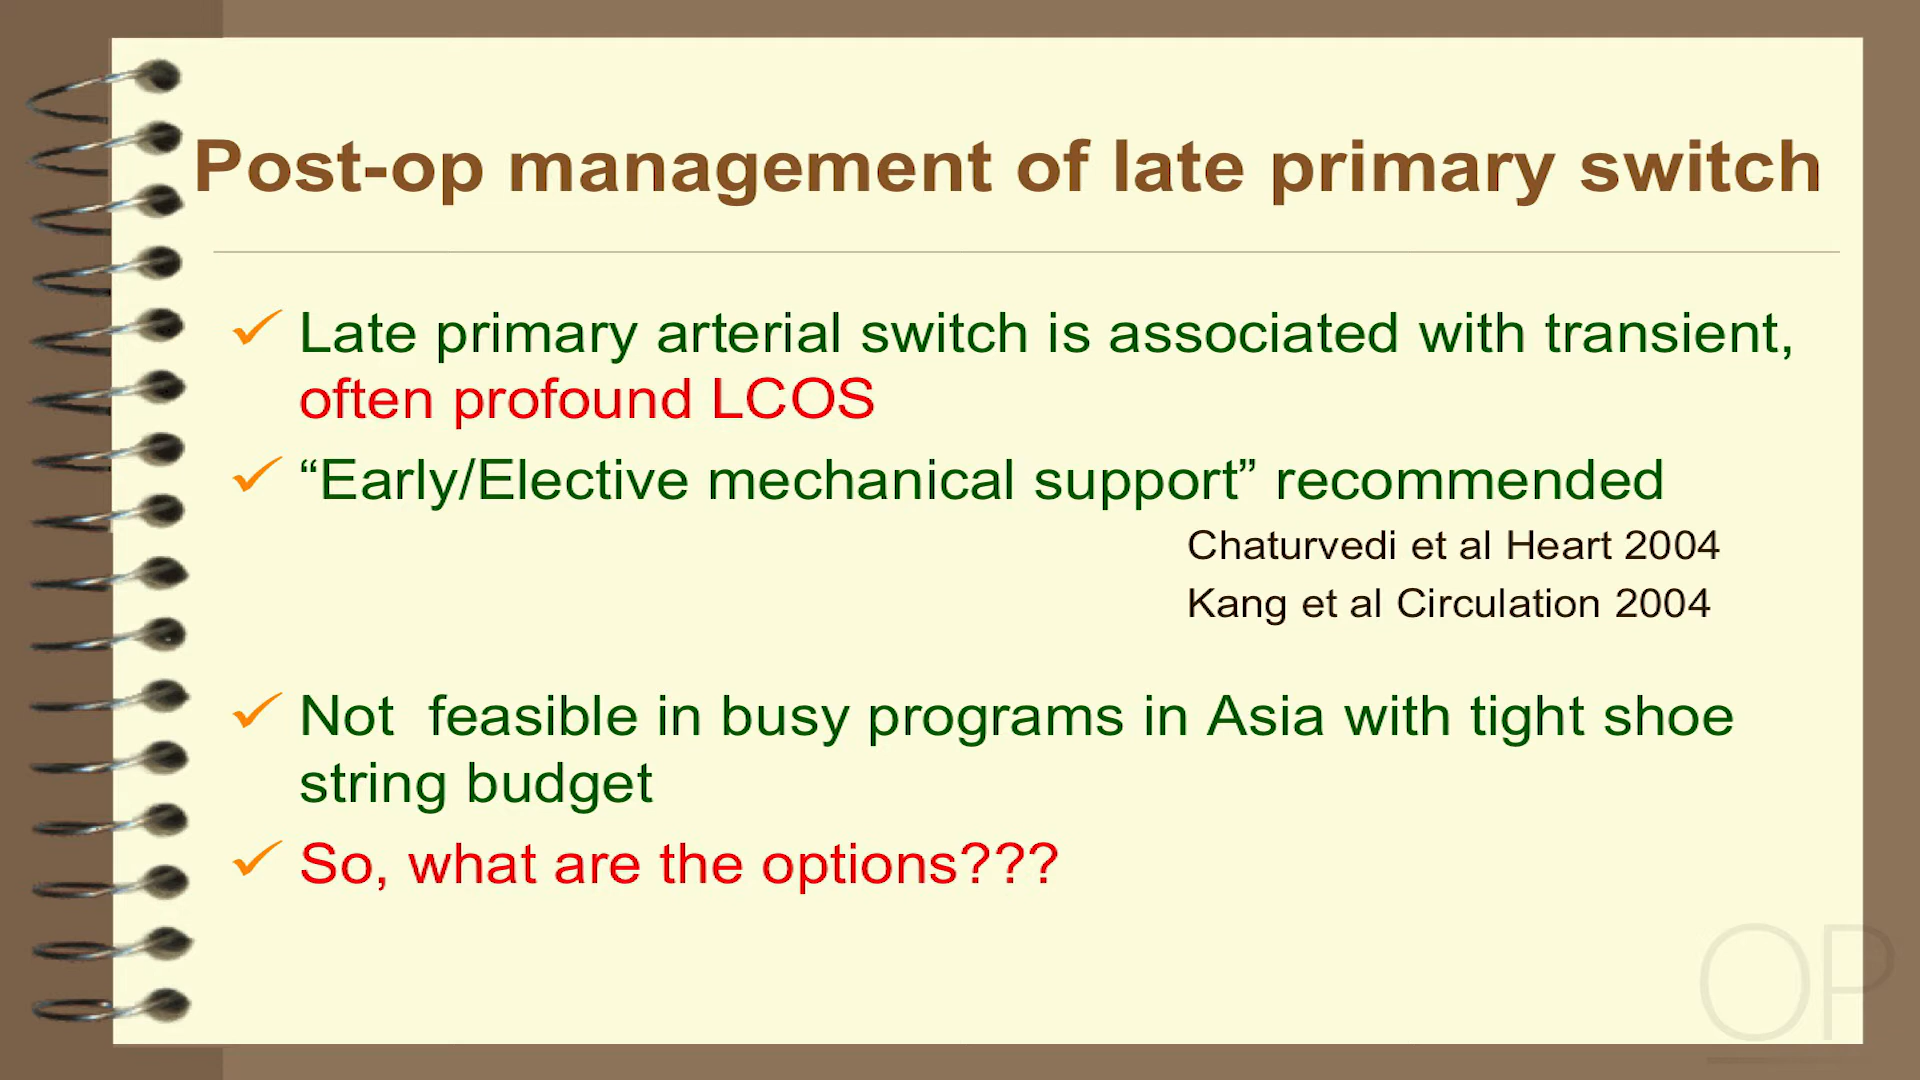 Post-op management of late primary switch
Late primary arterial switch is associated with transient,
often profound LCOS
“Early/Elective mechanical support” recommended
Chaturvedi et al Heart 2004
Kang et al Circulation 2004
Not  feasible in busy programs in Asia with tight shoe
string budget
So, what are the options???
OP